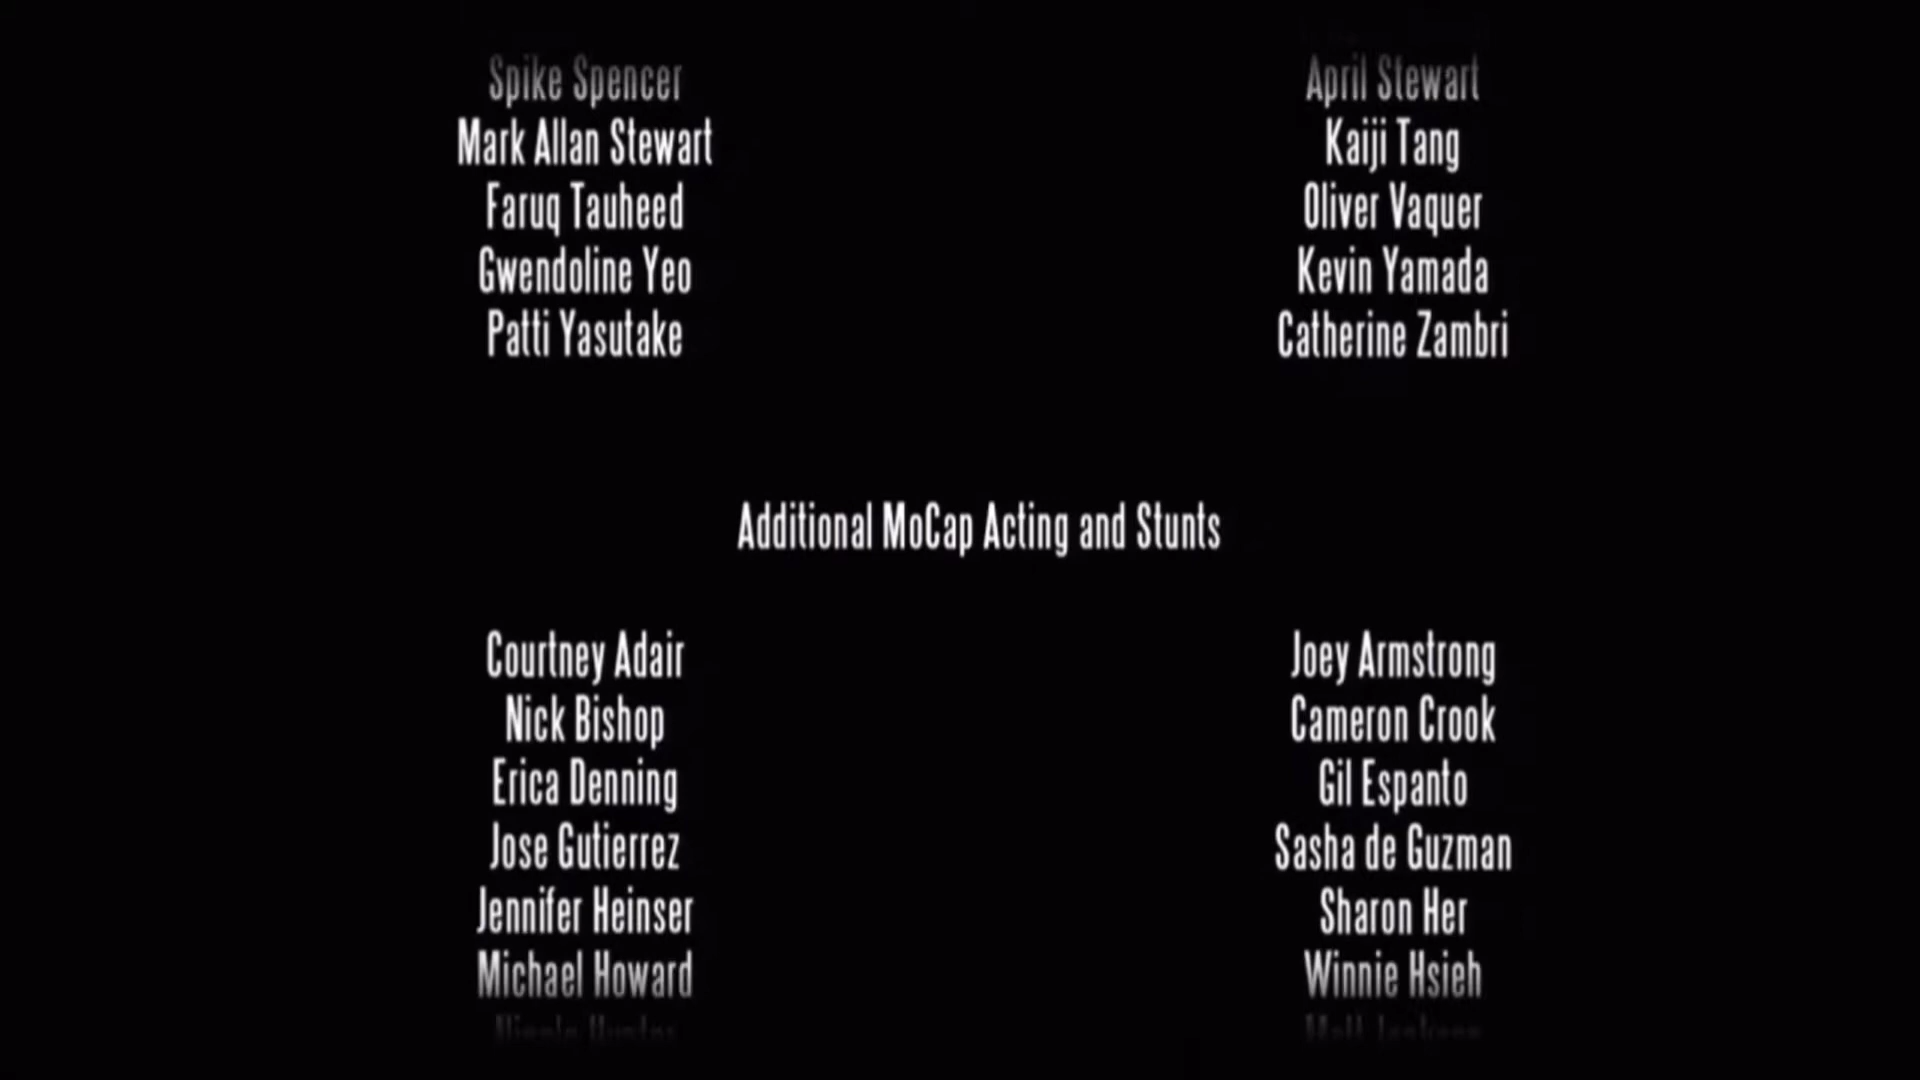 Spike Spencer
April Stewart
Mark Allan Stewart
Kaiji Tang
Faruq Tauheed
Oliver Vaquer
Gwendoline Yeo
Kevin Yamada
Patti Yasutake
Catherine Zambri
Additional MoCap Acting and Stunts
Courtney Adair
Joey Armstrong
Nick Bishop
Cameron Crook
Erica Denning
Gil Espanto
Jose Gutierrez
Sasha de Guzman
Jennifer Heinser
Sharon Her
Michael Howard
Winnie Hsieh